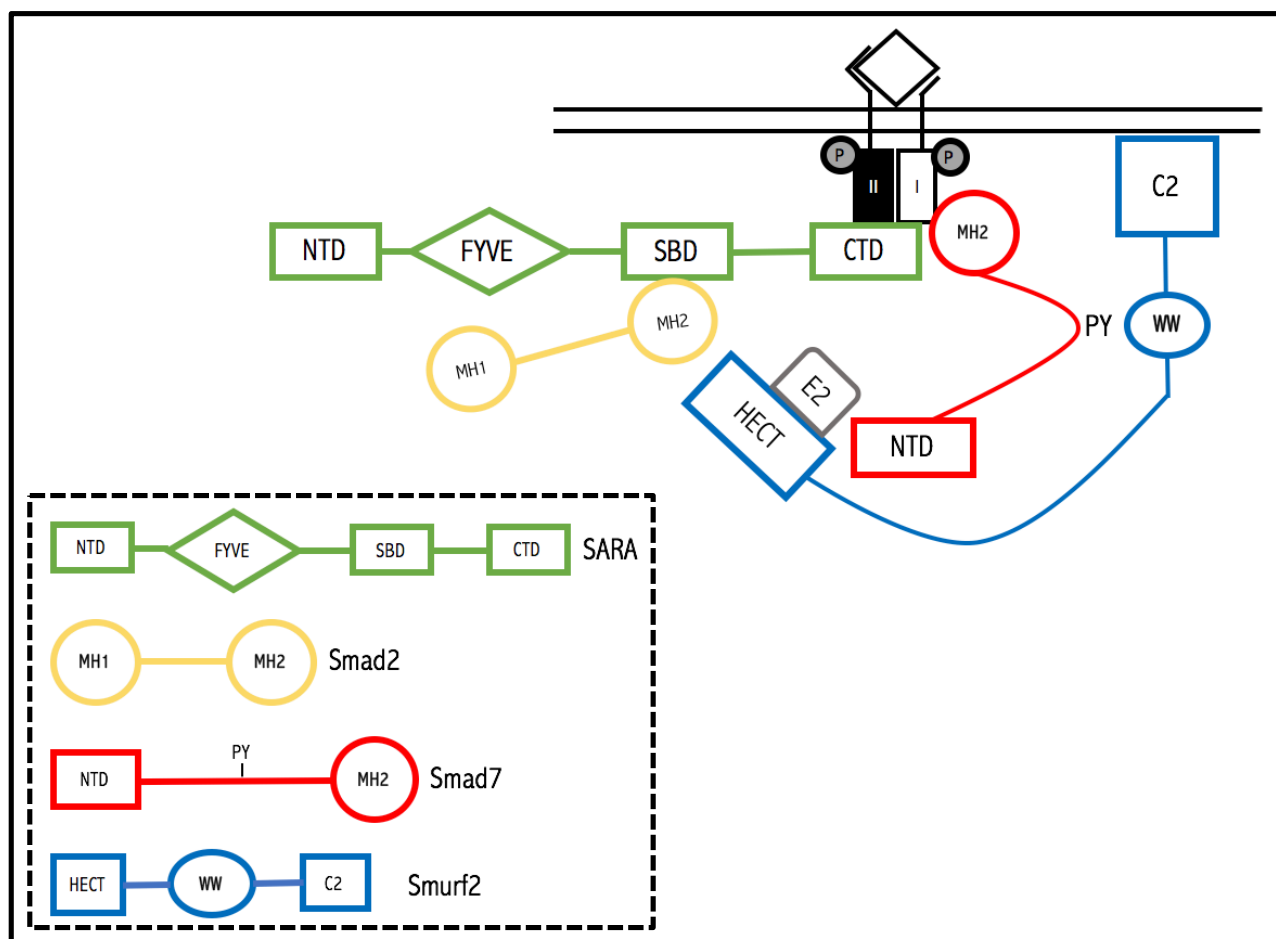 P P
II I
C2
NTD FYVE SBD CTD MH2
MH1 MH2 PY WW
HECT E2 NTD
NTD FYVE SBD CTD SARA
MH1 MH2 Smad2
PY
NTD MH2 Smad7
HECT WW C2 Smurf2